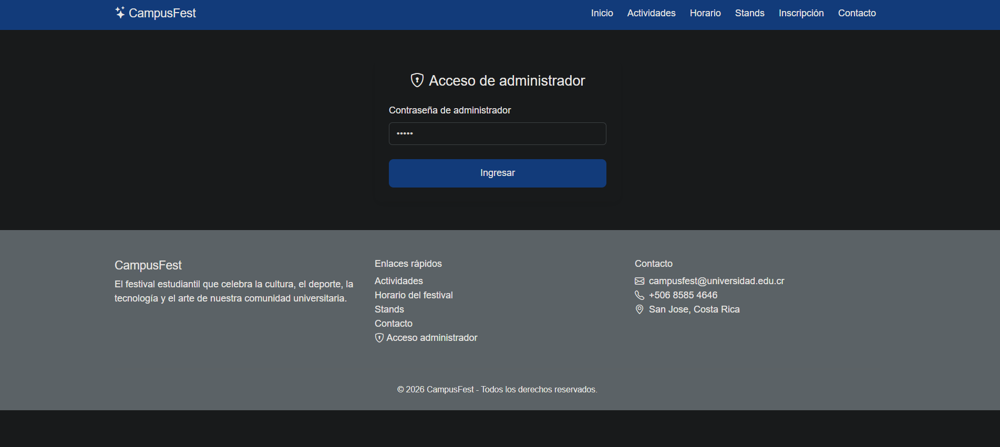 CampusFest
Inicio Actividades Horario Stands Inscripción Contacto
Acceso de administrador
Contraseña de administrador
•••••
Ingresar
CampusFest
El festival estudiantil que celebra la cultura, el deporte, la
tecnología y el arte de nuestra comunidad universitaria.
Enlaces rápidos
Actividades
Horario del festival
Stands
Contacto
Acceso administrador
Contacto
campusfest@universidad.edu.cr
+506 8585 4646
San Jose, Costa Rica
© 2026 CampusFest - Todos los derechos reservados.